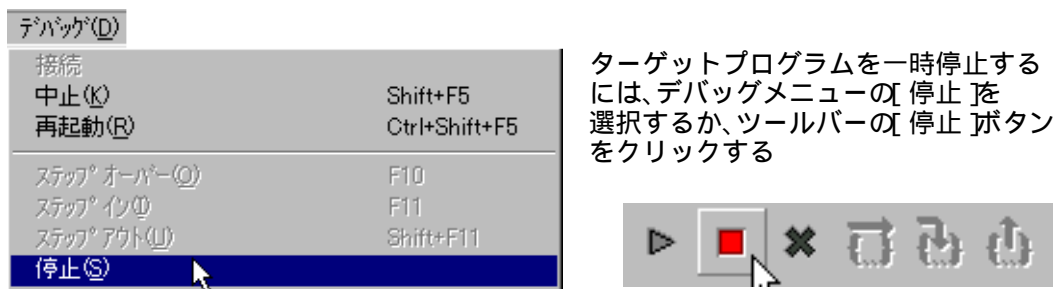 デバッグ(D)
接続
中止(K) Shift+F5
再起動(R) Ctrl+Shift+F5
ステップ オーバー(O) F10
ステップ イン(I) F11
ステップ アウト(U) Shift+F11
停止(S)
ターゲットプログラムを一時停止する
には、デバッグメニューの[ 停止 ]を
選択するか、ツールバーの[ 停止 ]ボタン
をクリックする